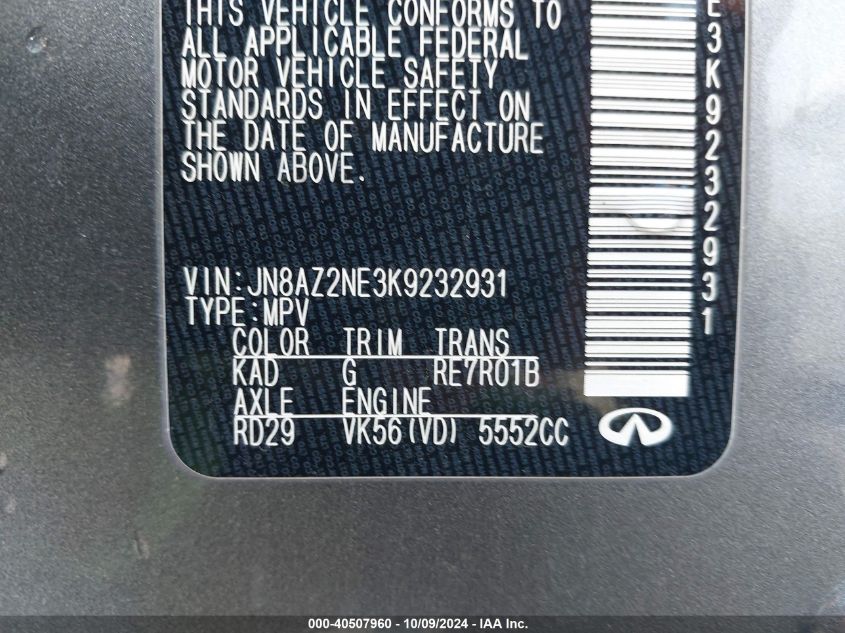 THIS VEHICLE CONFORMS TO
ALL APPLICABLE FEDERAL
MOTOR VEHICLE SAFETY
STANDARDS IN EFFECT ON
THE DATE OF MANUFACTURE
SHOWN ABOVE.
E3K9232931
VIN:JN8AZ2NE3K9232931
TYPE:MPV
COLOR TRIM TRANS
KAD G RE7R01B
AXLE ENGINE
RD29 VK56(VD) 5552CC
000-40507960 - 10/09/2024 - IAA Inc.